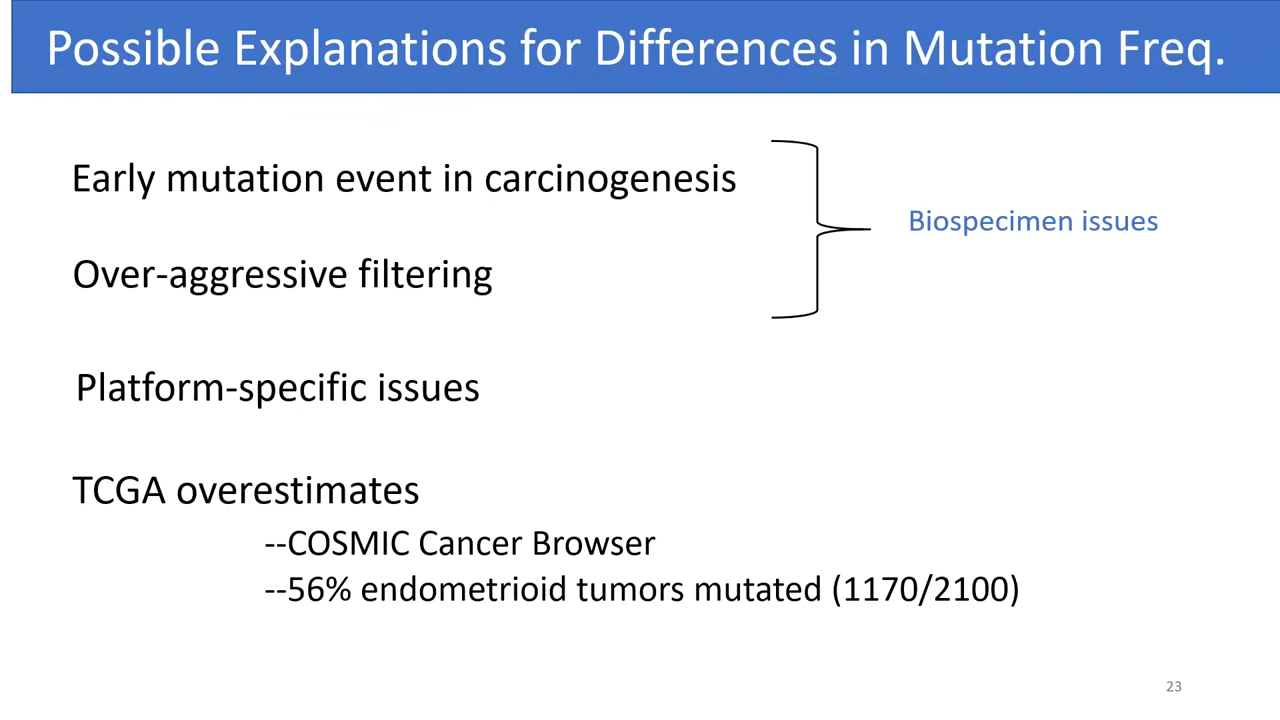 Possible Explanations for Differences in Mutation Freq.
Early mutation event in carcinogenesis
Biospecimen issues
Over-aggressive filtering
Platform-specific issues
TCGA overestimates
--COSMIC Cancer Browser
--56% endometrioid tumors mutated (1170/2100)
23